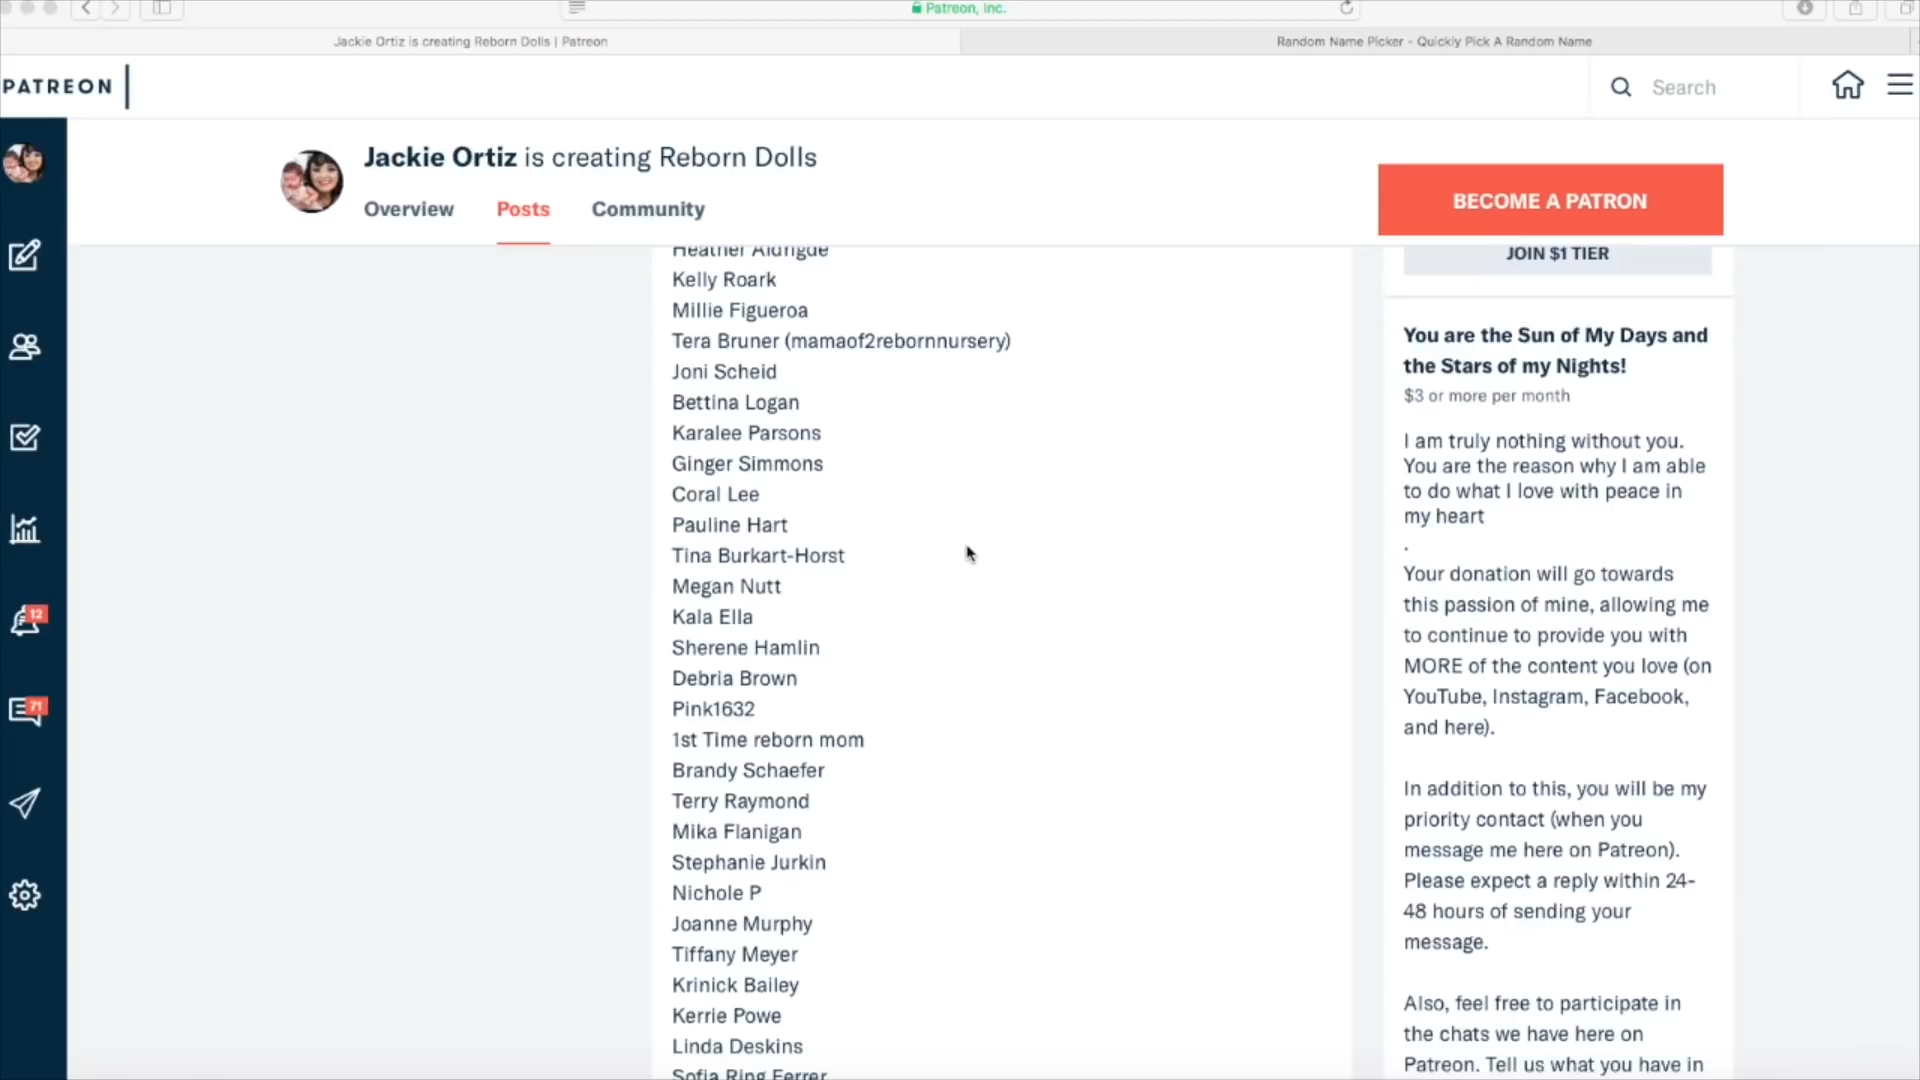 Patreon, Inc.
Jackie Ortiz is creating Reborn Dolls | Patreon
Random Name Picker - Quickly Pick A Random Name
PATREON
Search
Jackie Ortiz is creating Reborn Dolls
Overview
Posts
Community
BECOME A PATRON
Heather Aldrigde
Kelly Roark
Millie Figueroa
Tera Bruner (mamaof2rebornnursery)
Joni Scheid
Bettina Logan
Karalee Parsons
Ginger Simmons
Coral Lee
Pauline Hart
Tina Burkart-Horst
Megan Nutt
Kala Ella
Sherene Hamlin
Debria Brown
Pink1632
1st Time reborn mom
Brandy Schaefer
Terry Raymond
Mika Flanigan
Stephanie Jurkin
Nichole P
Joanne Murphy
Tiffany Meyer
Krinick Bailey
Kerrie Powe
Linda Deskins
Sofia Ring Ferrer
JOIN $1 TIER
You are the Sun of My Days and
the Stars of my Nights!
$3 or more per month
I am truly nothing without you.
You are the reason why I am able
to do what I love with peace in
my heart
.
Your donation will go towards
this passion of mine, allowing me
to continue to provide you with
MORE of the content you love (on
YouTube, Instagram, Facebook,
and here).
In addition to this, you will be my
priority contact (when you
message me here on Patreon).
Please expect a reply within 24-
48 hours of sending your
message.
Also, feel free to participate in
the chats we have here on
Patreon. Tell us what you have in
12
71